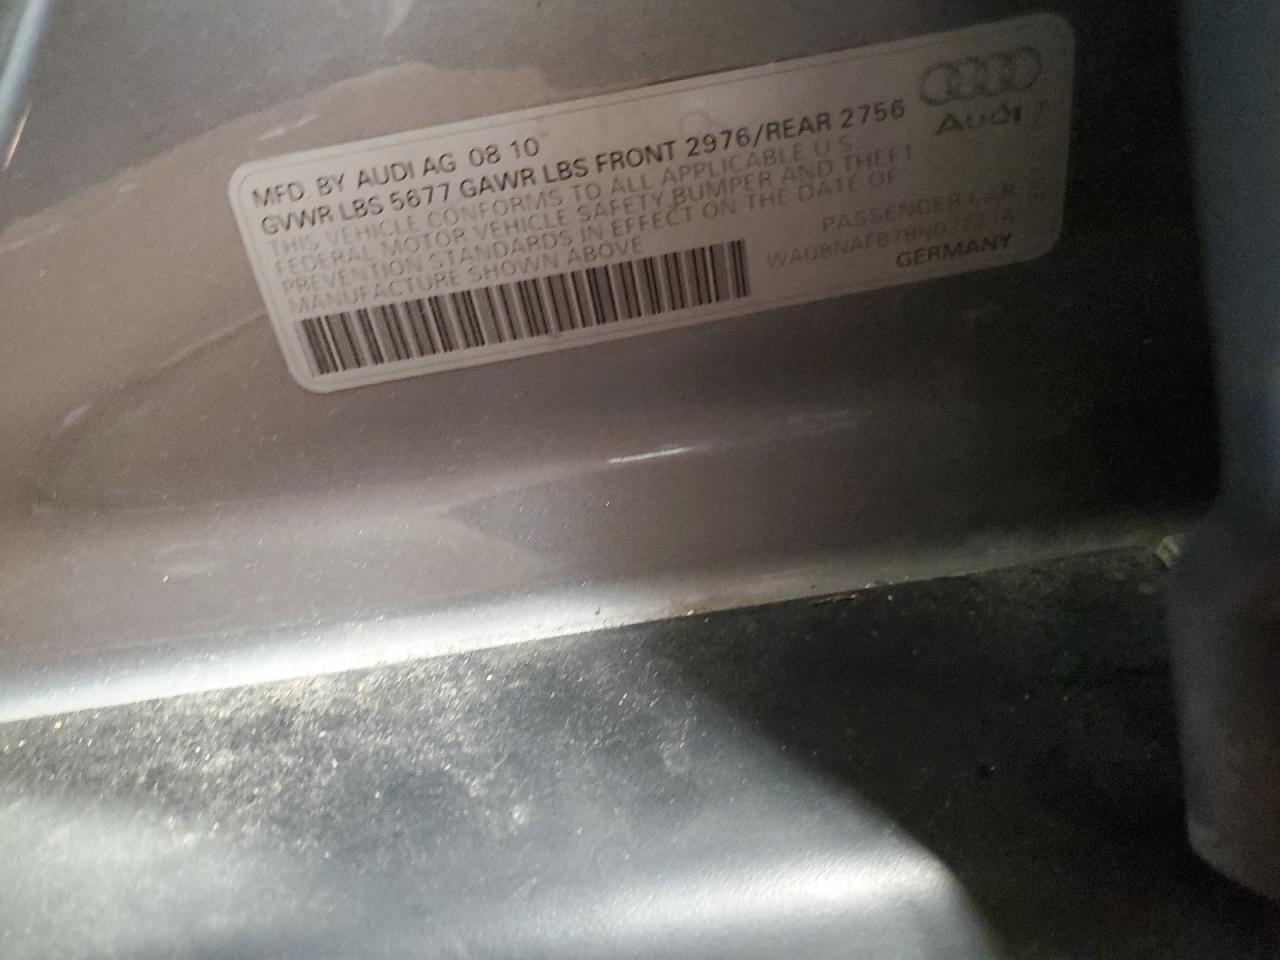 Audi
MFD. BY AUDI AG 08 10
GVWR LBS 5677 GAWR LBS FRONT 2976/REAR 2756
THIS VEHICLE CONFORMS TO ALL APPLICABLE U S
FEDERAL MOTOR VEHICLE SAFETY BUMPER AND THEFT
PREVENTION STANDARDS IN EFFECT ON THE DATE OF
MANUFACTURE SHOWN ABOVE
PASSENGER CAR
GERMANY